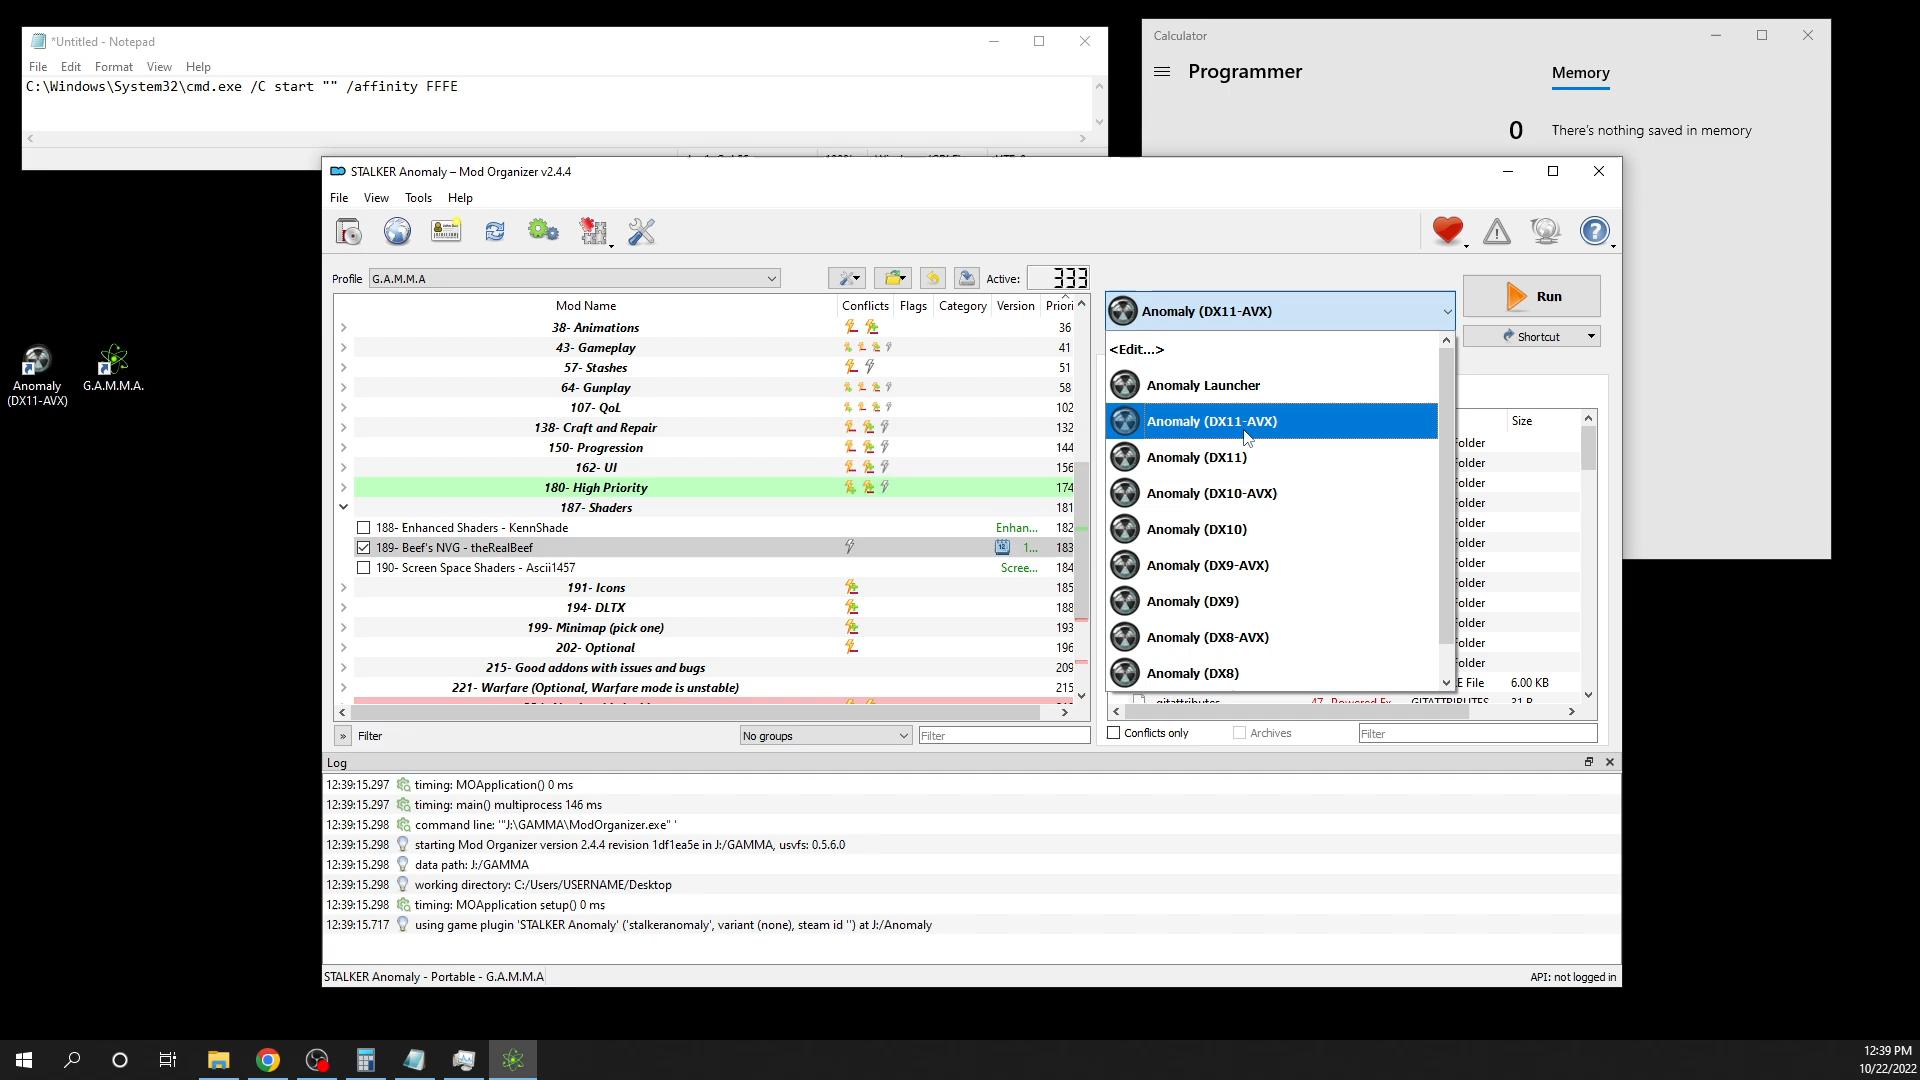 *Untitled - Notepad
File Edit Format View Help
C:\Windows\System32\cmd.exe /C start "" /affinity FFFE
Calculator
Programmer
Memory
0
There's nothing saved in memory
Anomaly (DX11-AVX)
G.A.M.M.A.
STALKER Anomaly – Mod Organizer v2.4.4
File View Tools Help
Profile G.A.M.M.A
Active: 333
Mod Name Conflicts Flags Category Version Priori
38- Animations 36
43- Gameplay 41
57- Stashes 51
64- Gunplay 58
107- QoL 102
138- Craft and Repair 132
150- Progression 144
162- UI 156
180- High Priority 174
187- Shaders 181
188- Enhanced Shaders - KennShade Enhan... 182
189- Beef's NVG - theRealBeef 1... 183
190- Screen Space Shaders - Ascii1457 Scree... 184
191- Icons 185
194- DLTX 188
199- Minimap (pick one) 193
202- Optional 196
215- Good addons with issues and bugs 209
221- Warfare (Optional, Warfare mode is unstable) 215
» Filter No groups Filter
Anomaly (DX11-AVX)
Run
Shortcut
<Edit...>
Anomaly Launcher
Anomaly (DX11-AVX)
Anomaly (DX11)
Anomaly (DX10-AVX)
Anomaly (DX10)
Anomaly (DX9-AVX)
Anomaly (DX9)
Anomaly (DX8-AVX)
Anomaly (DX8)
Size
older
older
older
older
older
older
older
older
older
older
older
older
E File 6.00 KB
Conflicts only Archives Filter
Log
12:39:15.297 timing: MOApplication() 0 ms
12:39:15.297 timing: main() multiprocess 146 ms
12:39:15.298 command line: '"J:\GAMMA\ModOrganizer.exe" '
12:39:15.298 starting Mod Organizer version 2.4.4 revision 1df1ea5e in J:/GAMMA, usvfs: 0.5.6.0
12:39:15.298 data path: J:/GAMMA
12:39:15.298 working directory: C:/Users/USERNAME/Desktop
12:39:15.298 timing: MOApplication setup() 0 ms
12:39:15.717 using game plugin 'STALKER Anomaly' ('stalkeranomaly', variant (none), steam id '') at J:/Anomaly
STALKER Anomaly - Portable - G.A.M.M.A
API: not logged in
12:39 PM
10/22/2022